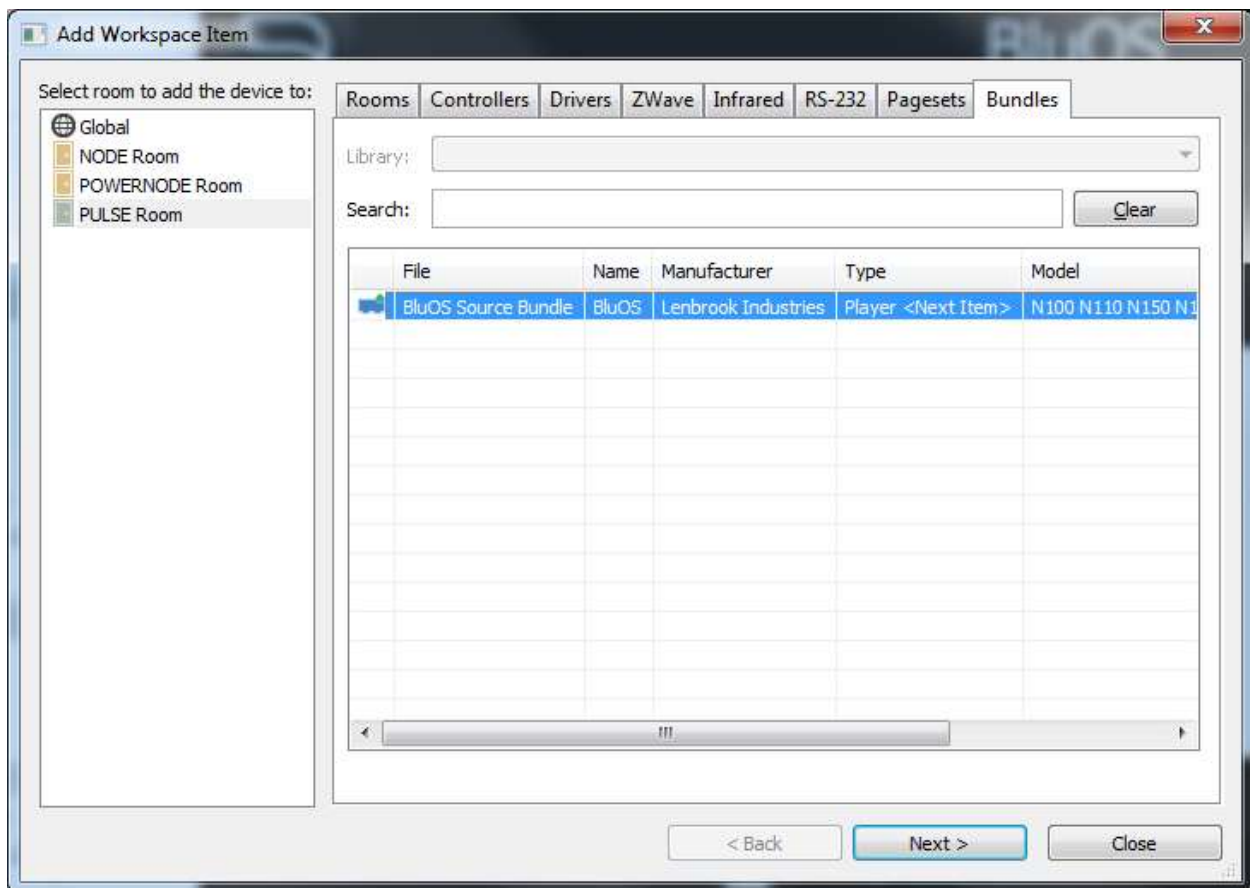 Add Workspace Item
BluOS
Select room to add the device to:
Global
NODE Room
POWERNODE Room
PULSE Room
Rooms Controllers Drivers ZWave Infrared RS-232 Pagesets Bundles
Library:
Search: Clear
File Name Manufacturer Type Model
BluOS Source Bundle BluOS Lenbrook Industries Player <Next Item> N100 N110 N150 N1
< Back Next > Close